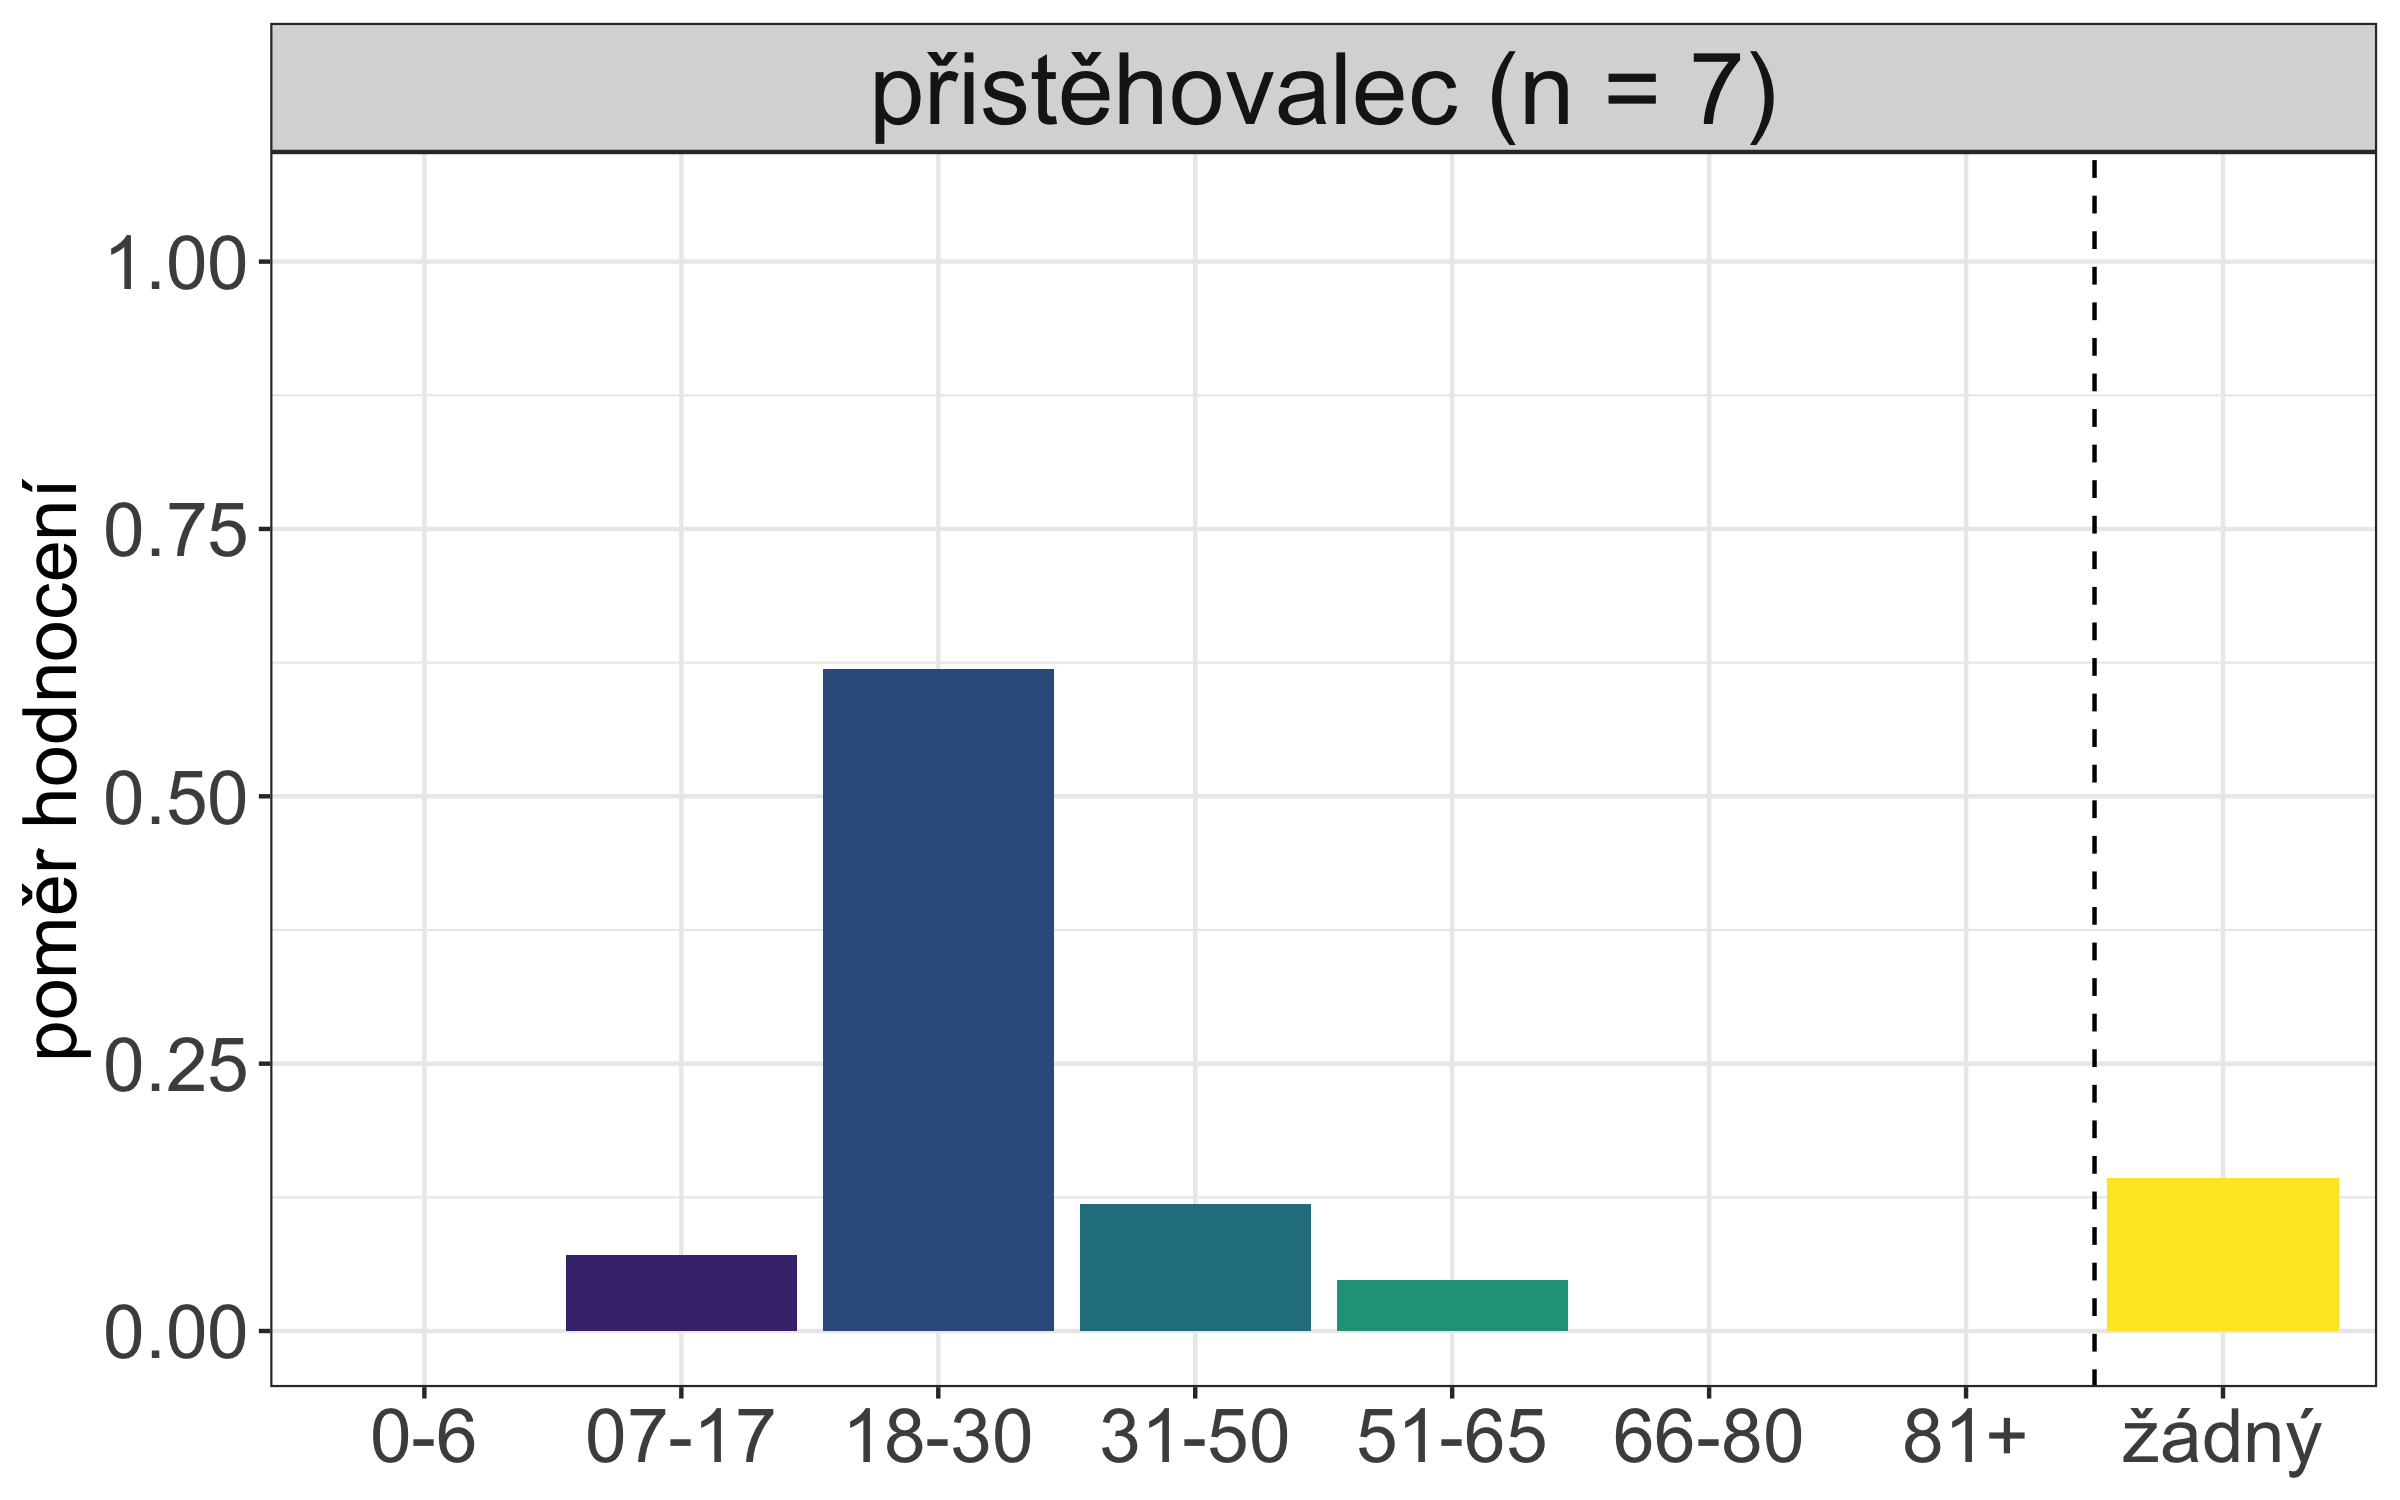 přistěhovalec (n = 7)
poměr hodnocení
1.00
0.75
0.50
0.25
0.00
0-6 07-17 18-30 31-50 51-65 66-80 81+ žádný